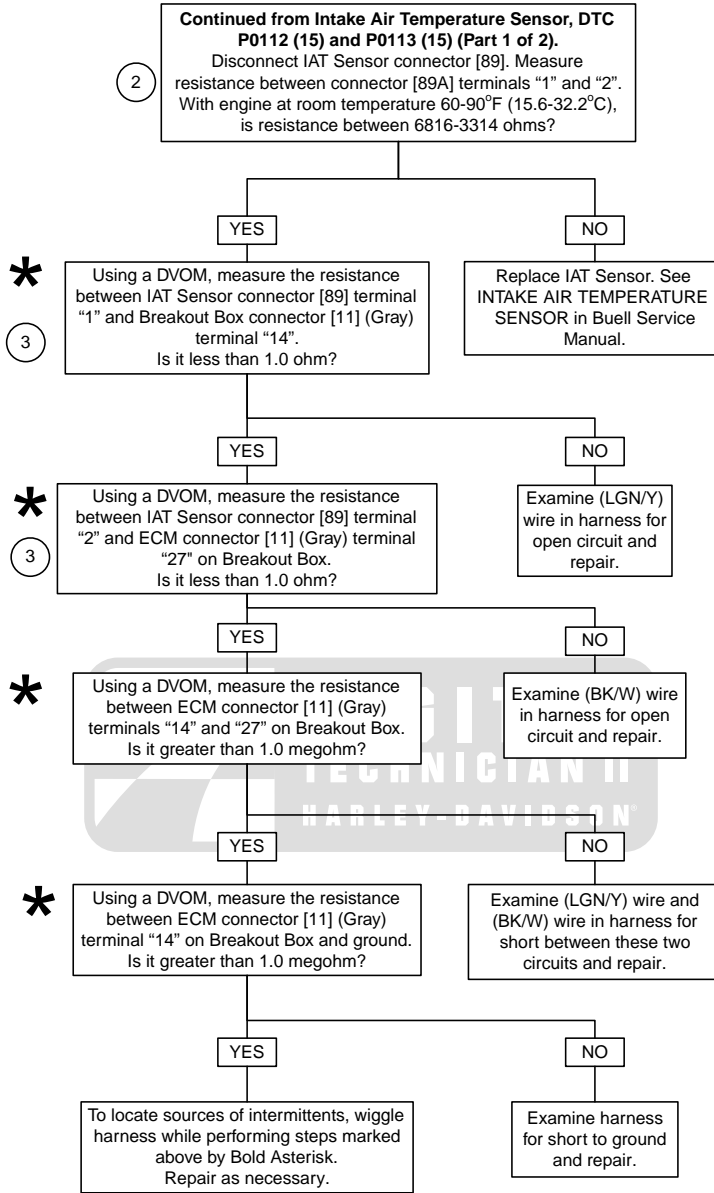 Continued from Intake Air Temperature Sensor, DTC
P0112 (15) and P0113 (15) (Part 1 of 2).
Disconnect IAT Sensor connector [89]. Measure
resistance between connector [89A] terminals “1” and “2”.
With engine at room temperature 60-90°F (15.6-32.2°C),
is resistance between 6816-3314 ohms?
2
YES
NO
*
3
Using a DVOM, measure the resistance
between IAT Sensor connector [89] terminal
“1” and Breakout Box connector [11] (Gray)
terminal “14”.
Is it less than 1.0 ohm?
Replace IAT Sensor. See
INTAKE AIR TEMPERATURE
SENSOR in Buell Service
Manual.
YES
NO
*
3
Using a DVOM, measure the resistance
between IAT Sensor connector [89] terminal
“2” and ECM connector [11] (Gray) terminal
“27" on Breakout Box.
Is it less than 1.0 ohm?
Examine (LGN/Y)
wire in harness for
open circuit and
repair.
YES
NO
*
Using a DVOM, measure the resistance
between ECM connector [11] (Gray)
terminals “14” and “27” on Breakout Box.
Is it greater than 1.0 megohm?
Examine (BK/W) wire
in harness for open
circuit and repair.
TECHNICIAN II
HARLEY-DAVIDSON®
YES
NO
*
Using a DVOM, measure the resistance
between ECM connector [11] (Gray)
terminal “14” on Breakout Box and ground.
Is it greater than 1.0 megohm?
Examine (LGN/Y) wire and
(BK/W) wire in harness for
short between these two
circuits and repair.
YES
NO
To locate sources of intermittents, wiggle
harness while performing steps marked
above by Bold Asterisk.
Repair as necessary.
Examine harness
for short to ground
and repair.